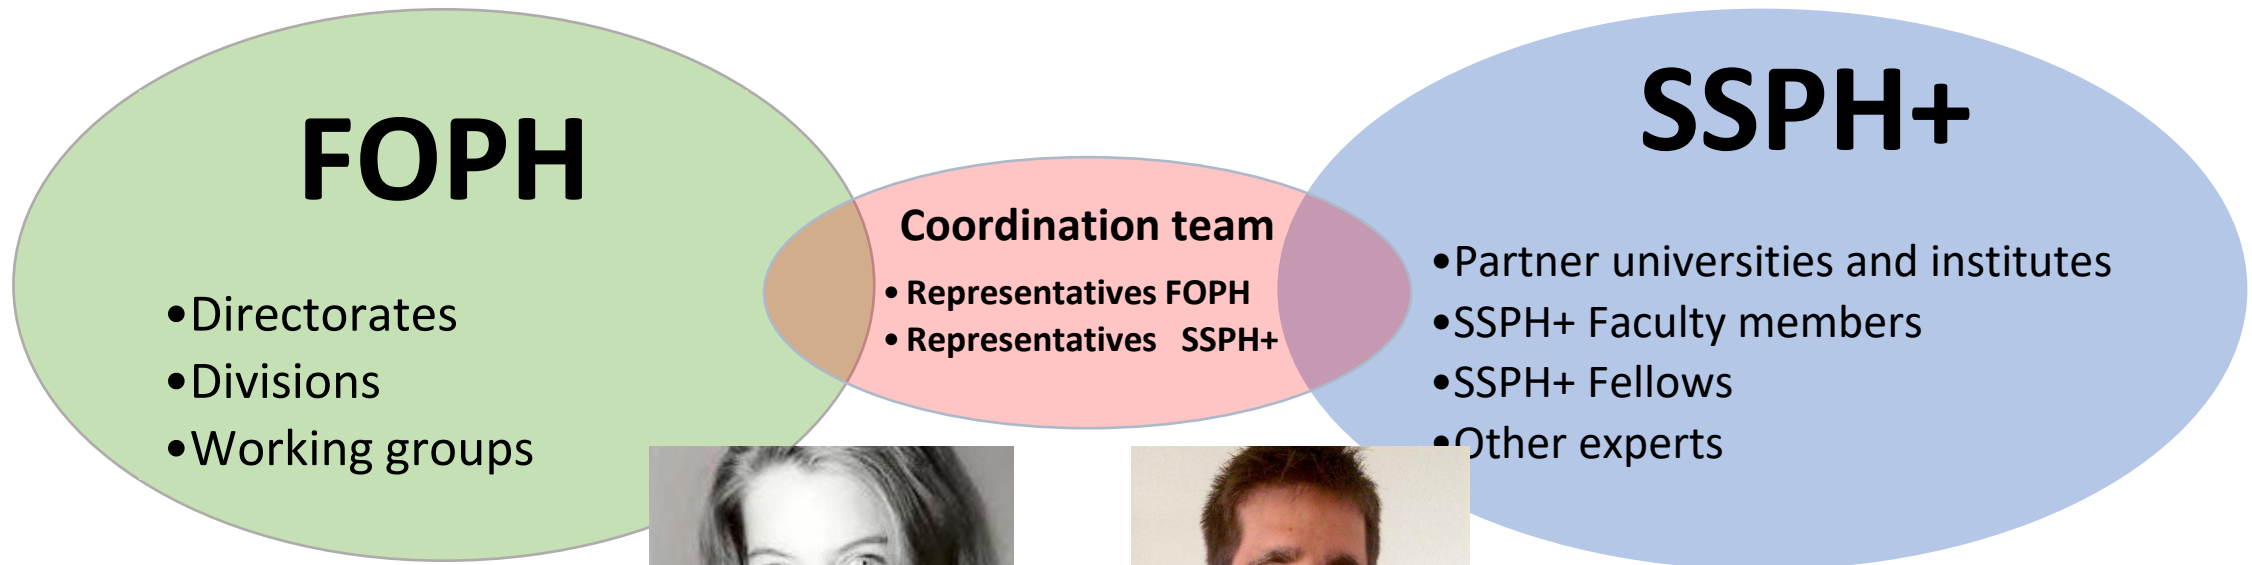 FOPH
•Directorates
•Divisions
•Working groups
Coordination team
•Representatives FOPH
•Representatives SSPH+
SSPH+
•Partner universities and institutes
•SSPH+ Faculty members
•SSPH+ Fellows
•Other experts